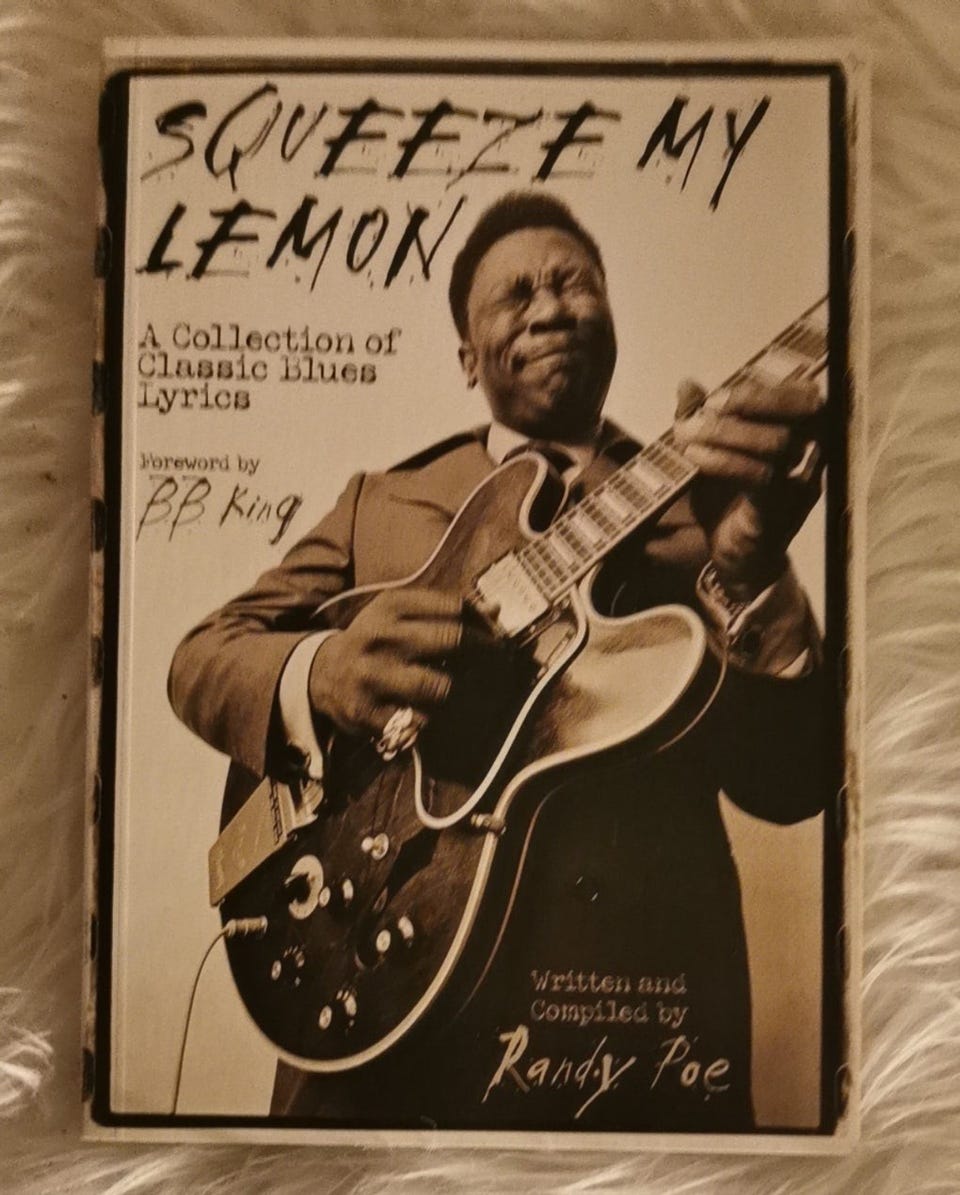 SQUEEZE MY
LEMON
A Collection of
Classic Blues
Lyrics
Foreword by
BB King
Written and
Compiled by
Randy Poe